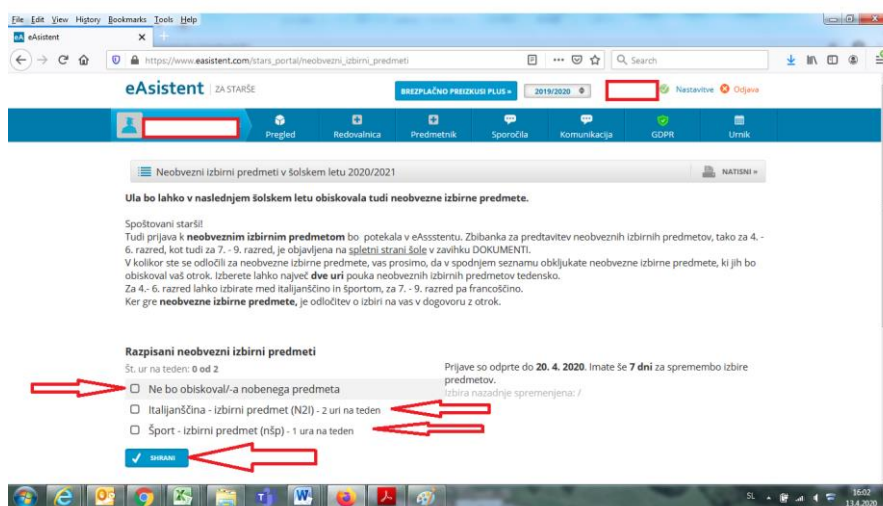 File Edit View History Bookmarks Tools Help
eA eAsistent
https://www.easistent.com/stars_portal/neobvezni_izbirni_predmeti
Search
eAsistent ZA STARŠE
BREZPLAČNO PREIZKUSI PLUS »
2019/2020
Nastavitve Odjava
Pregled Redovalnica Predmetnik Sporočila Komunikacija GDPR Urnik
Neobvezni izbirni predmeti v šolskem letu 2020/2021
NATISNI »
Ula bo lahko v naslednjem šolskem letu obiskovala tudi neobvezne izbirne predmete.
Spoštovani starši!
Tudi prijava k neobveznim izbirnim predmetom bo potekala v eAssstentu. Zbibanka za predtavitev neobveznih izbirnih predmetov, tako za 4. -
6. razred, kot tudi za 7. - 9. razred, je objavljena na spletni strani šole v zavihku DOKUMENTI.
V kolikor ste se odločili za neobvezne izbirne predmete, vas prosimo, da v spodnjem seznamu obkljukate neobvezne izbirne predmete, ki jih bo
obiskoval vaš otrok. Izberete lahko največ dve uri pouka neobveznih izbirnih predmetov tedensko.
Za 4.- 6. razred lahko izbirate med italijanščino in športom, za 7. - 9. razred pa francoščino.
Ker gre neobvezne izbirne predmete, je odločitev o izbiri na vas v dogovoru z otrok.
Razpisani neobvezni izbirni predmeti
Št. ur na teden: 0 od 2
Ne bo obiskoval/-a nobenega predmeta
Italijanščina - izbirni predmet (N2I) - 2 uri na teden
Šport - izbirni predmet (nšp) - 1 ura na teden
SHRANI
Prijave so odprte do 20. 4. 2020. Imate še 7 dni za spremembo izbire
predmetov.
Izbira nazadnje spremenjena: /
SL
16:02
13.4.2020